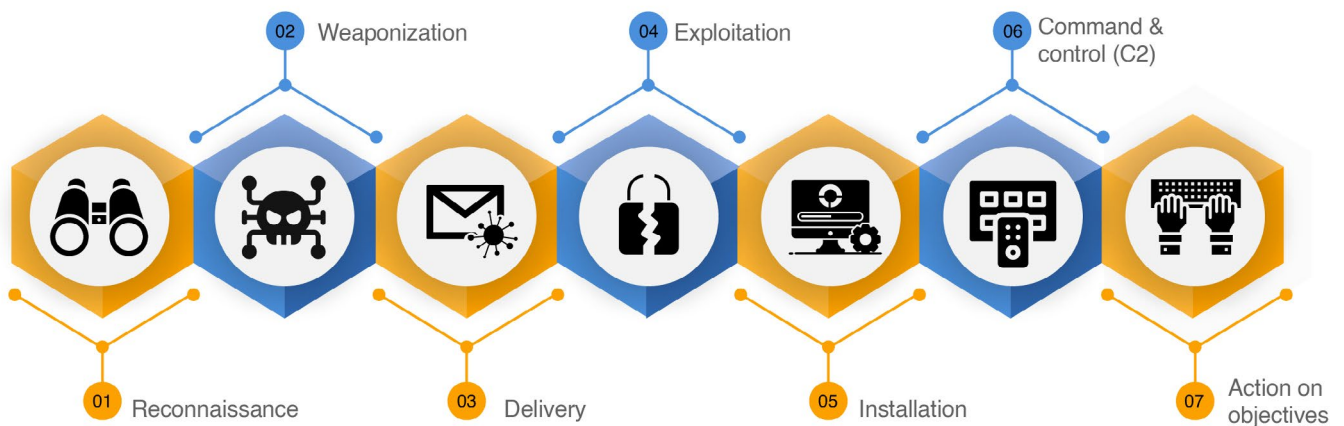 01 Reconnaissance
02 Weaponization
03 Delivery
04 Exploitation
05 Installation
06 Command &
control (C2)
07 Action on
objectives